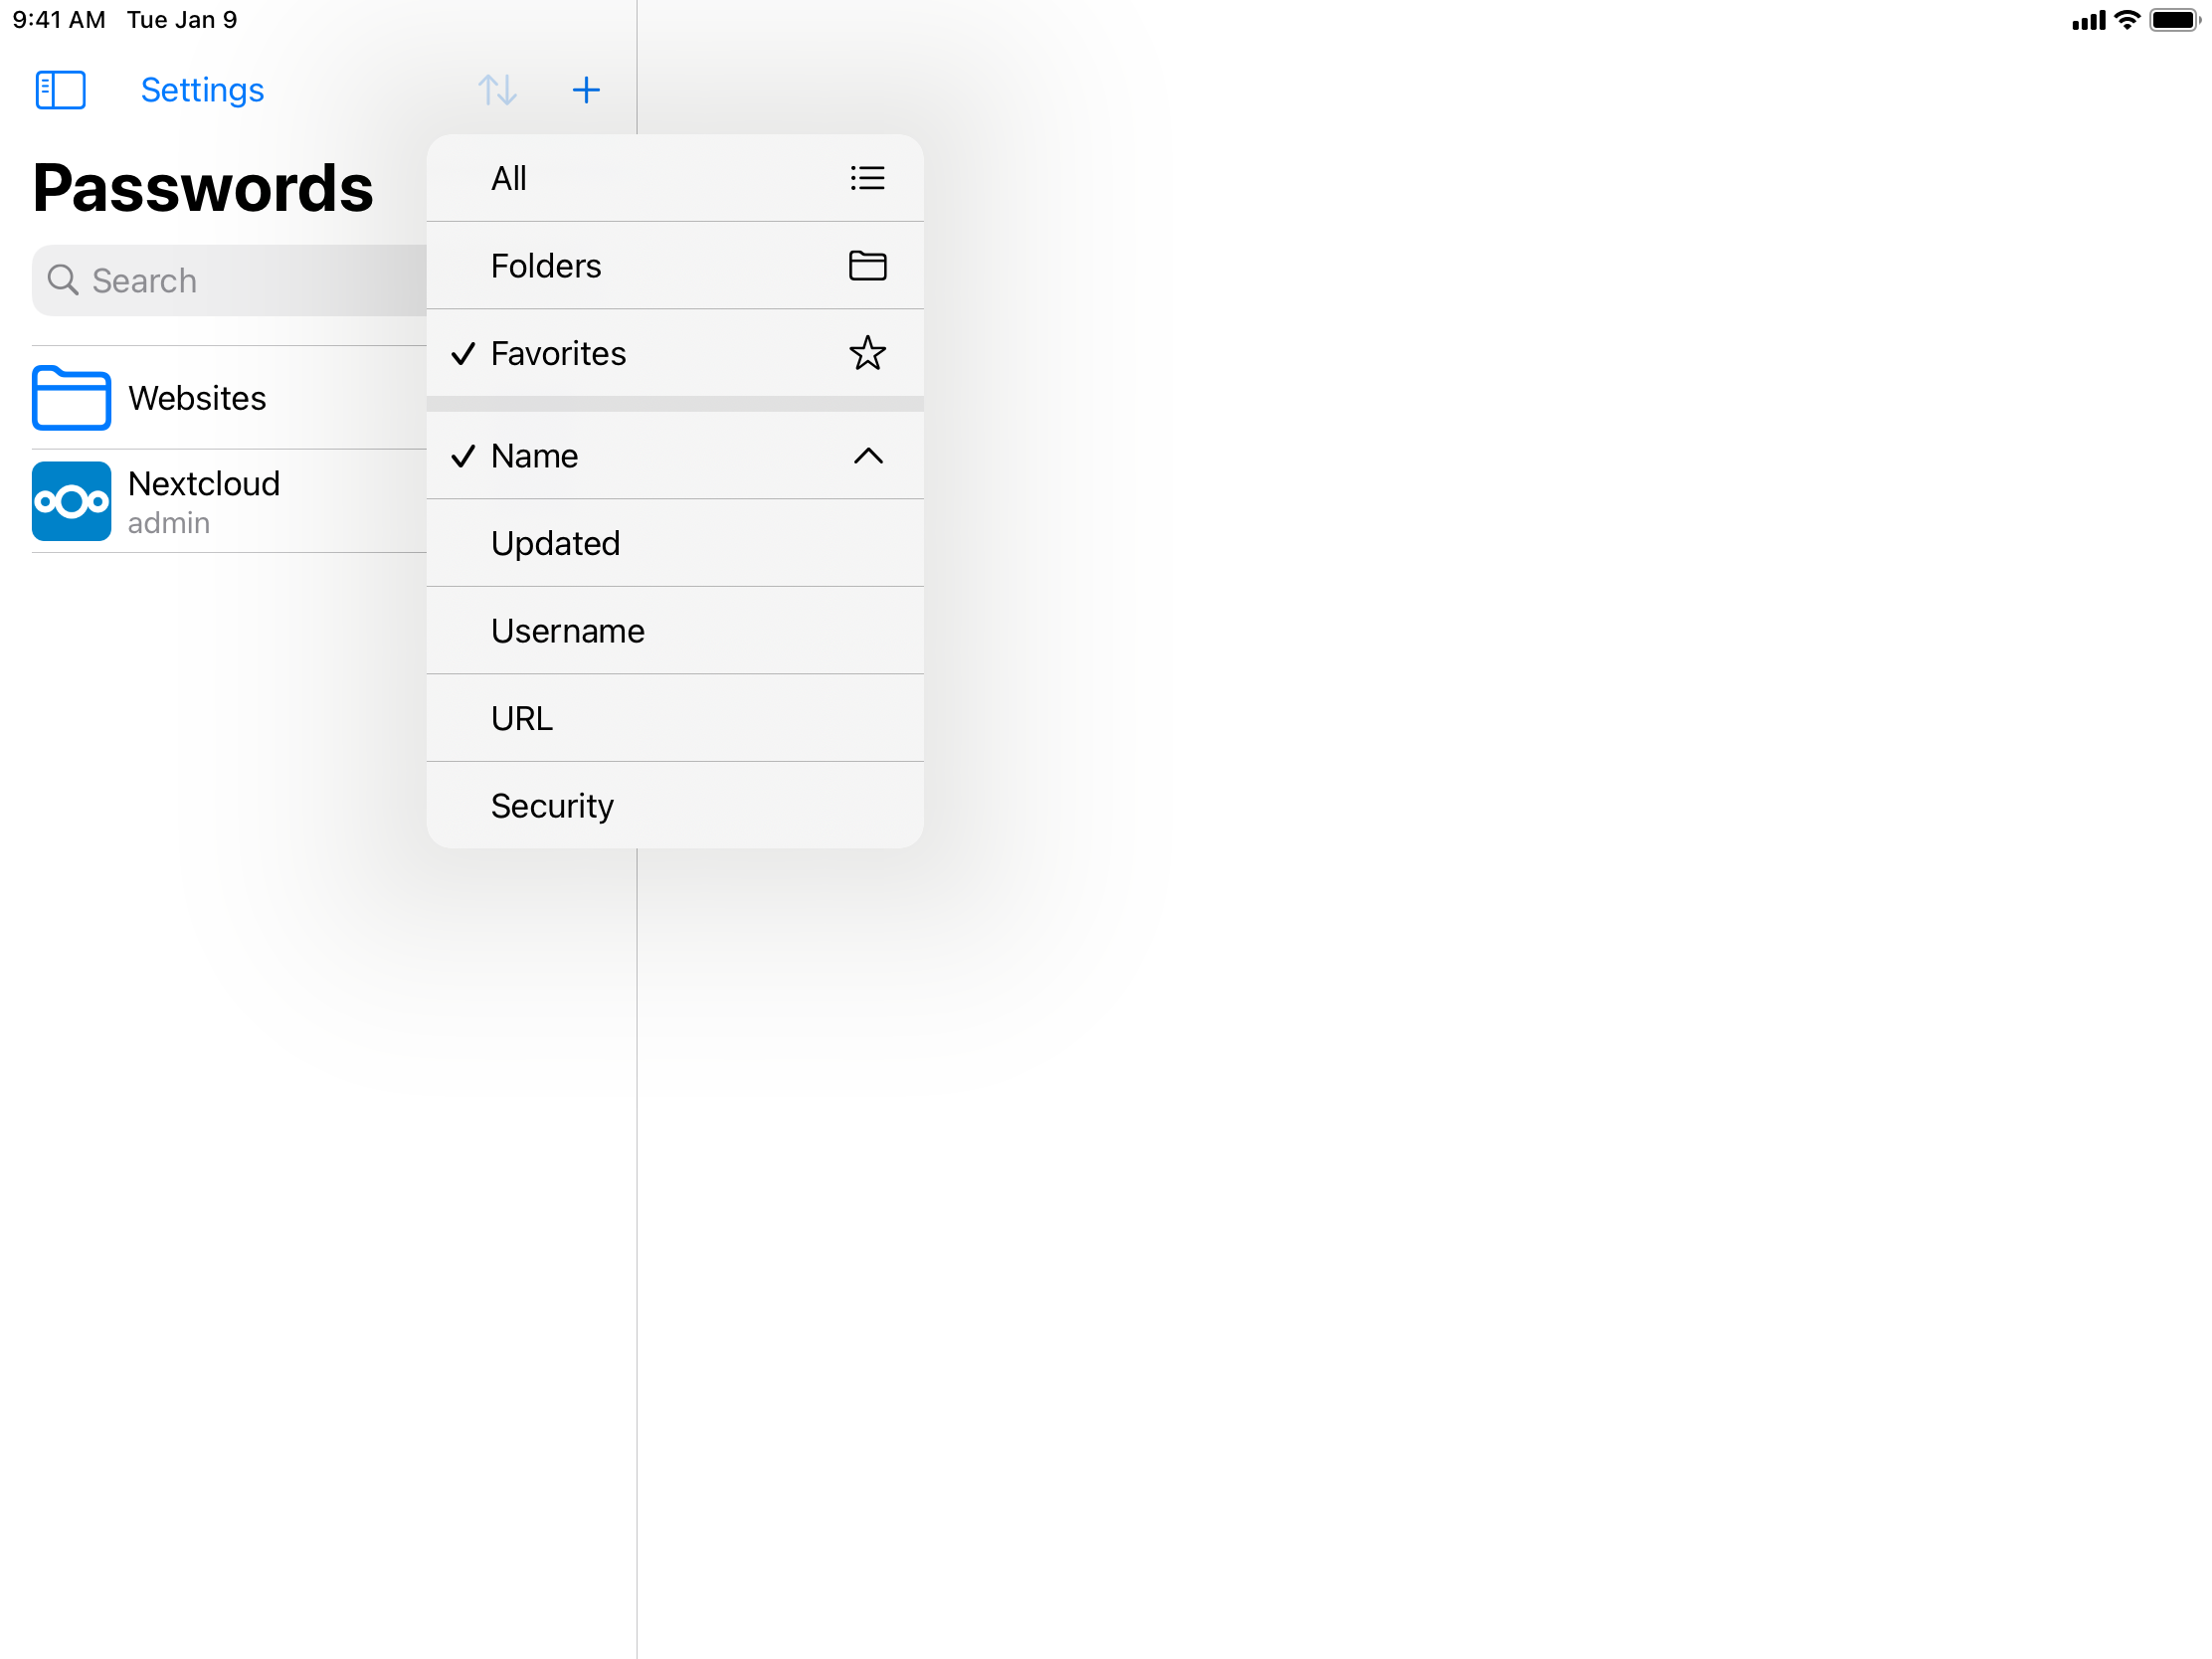 9:41 AM Tue Jan 9
Settings
Passwords
Search
Websites
Nextcloud
admin
All
Folders
Favorites
Name
Updated
Username
URL
Security